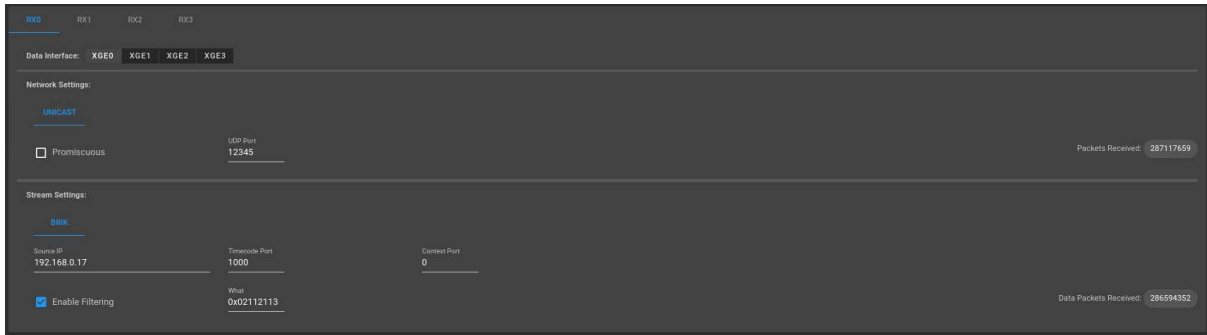 RX0 RX1 RX2 RX3
Data Interface: XGE0 XGE1 XGE2 XGE3
Network Settings:
UNICAST
Promiscuous
UDP Port
12345
Packets Received: 287117659
Stream Settings:
BRIK
Source IP
192.168.0.17
Timecode Port
1000
Context Port
0
Enable Filtering
What
0x02112113
Data Packets Received: 286594352